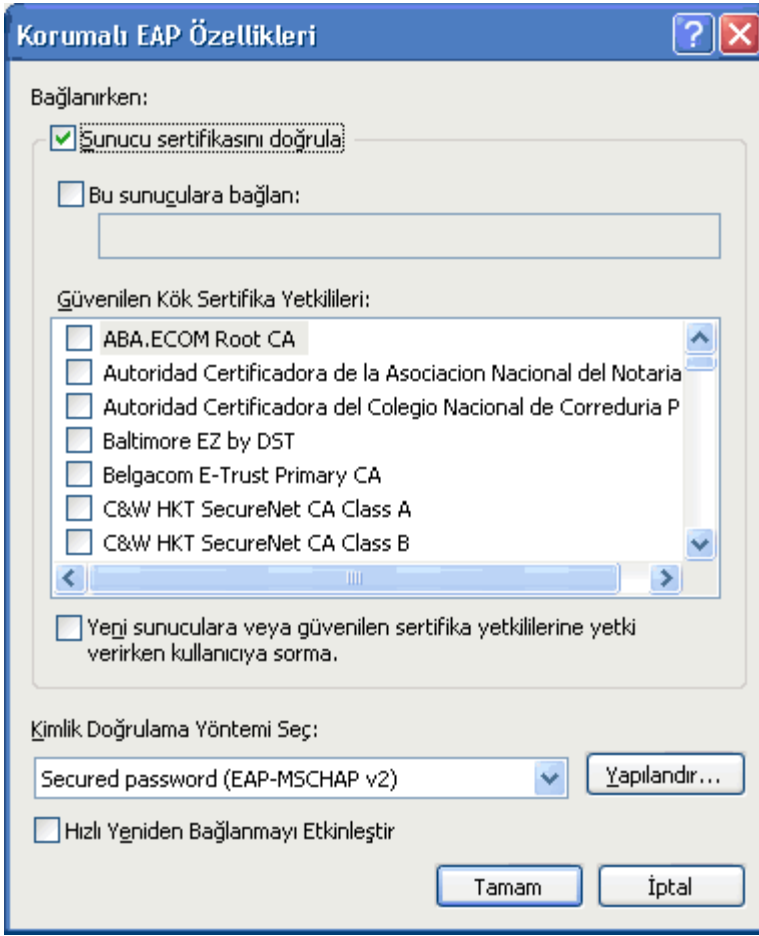 Korumalı EAP Özellikleri
Bağlanırken:
Sunucu sertifikasını doğrula
Bu sunuculara bağlan:
Güvenilen Kök Sertifika Yetkilileri:
ABA.ECOM Root CA
Autoridad Certificadora de la Asociacion Nacional del Notaria
Autoridad Certificadora del Colegio Nacional de Correduria P
Baltimore EZ by DST
Belgacom E-Trust Primary CA
C&W HKT SecureNet CA Class A
C&W HKT SecureNet CA Class B
Yeni sunuculara veya güvenilen sertifika yetkililerine yetki
verirken kullanıcıya sorma.
Kimlik Doğrulama Yöntemi Seç:
Secured password (EAP-MSCHAP v2)
Yapılandır...
Hızlı Yeniden Bağlanmayı Etkinleştir
Tamam
İptal